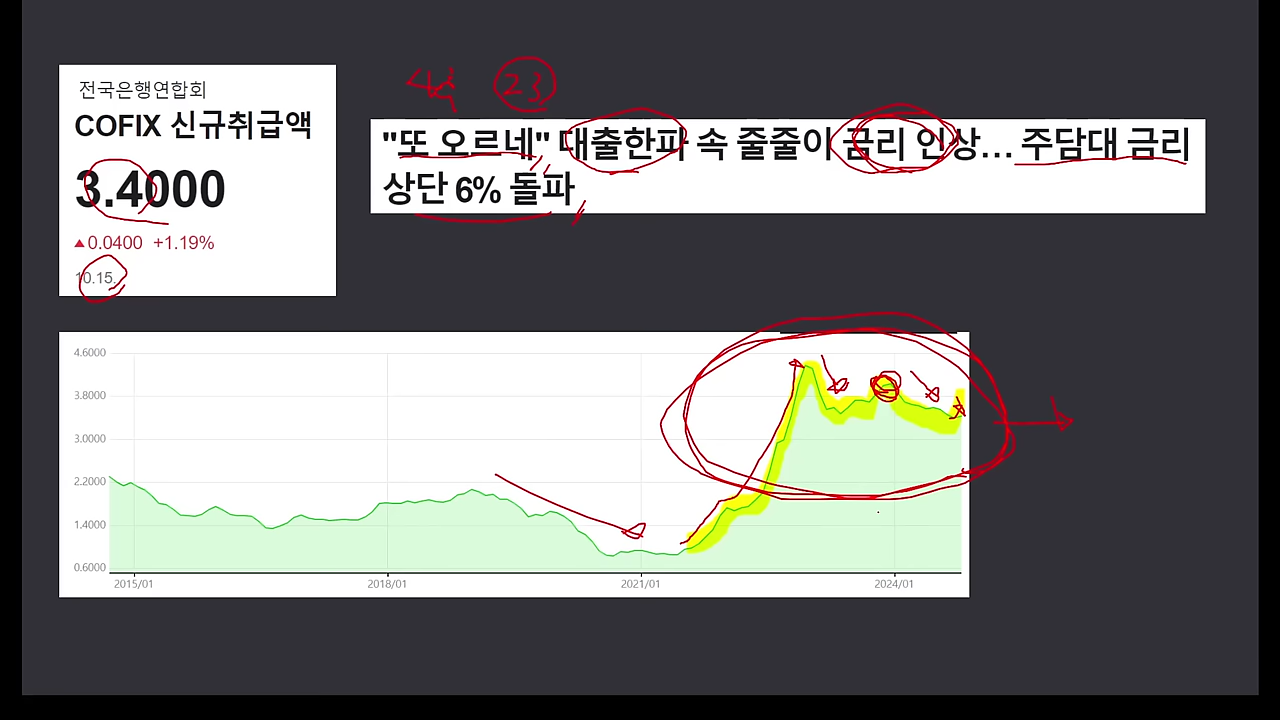 전국은행연합회
COFIX 신규취급액
3.4000
▲0.0400 +1.19%
10.15.
23
"또 오르네" 대출한파 속 줄줄이 금리 인상… 주담대 금리
상단 6% 돌파
4.6000
3.8000
3.0000
2.2000
1.4000
0.6000
2015/01 2018/01 2021/01 2024/01